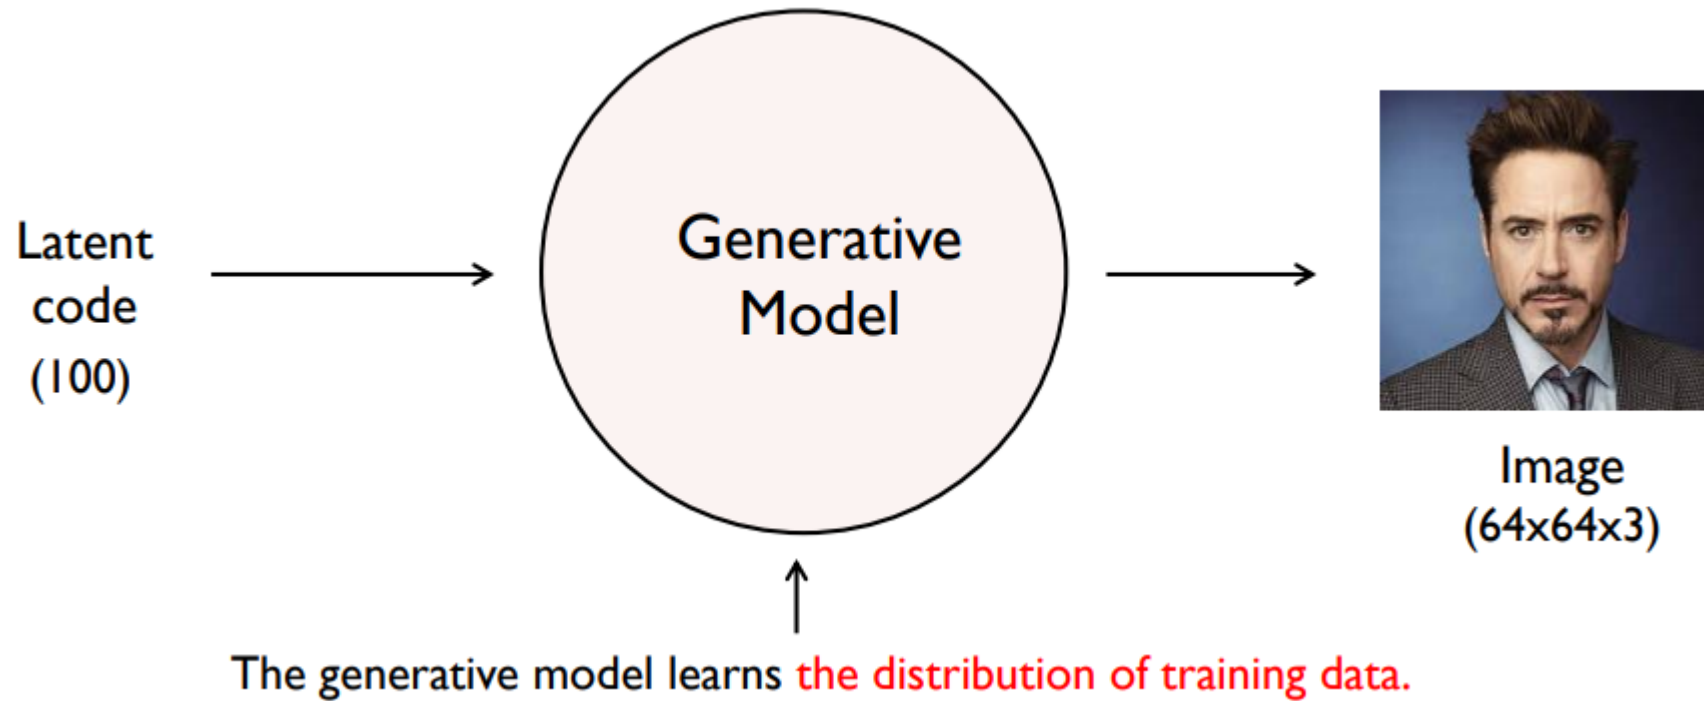 Latent
code
(100)
Generative
Model
Image
(64x64x3)
The generative model learns the distribution of training data.